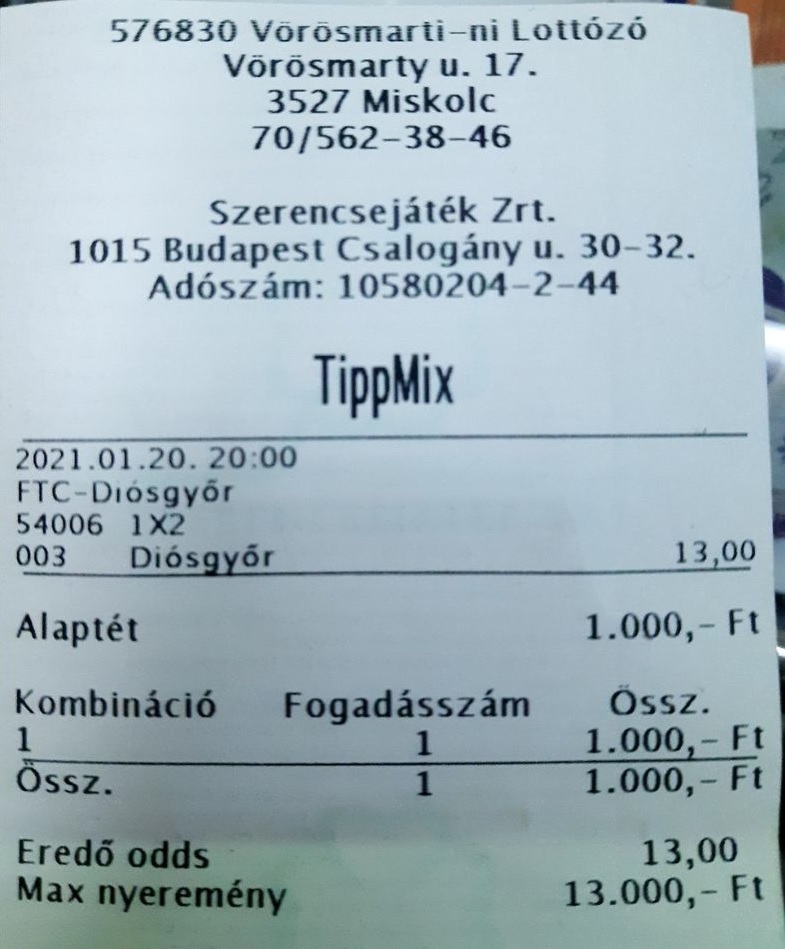 576830 Vörösmarti-ni Lottózó
Vörösmarty u. 17.
3527 Miskolc
70/562-38-46
Szerencsejáték Zrt.
1015 Budapest Csalogány u. 30-32.
Adószám: 10580204-2-44
TippMix
2021.01.20. 20:00
FTC-Diósgyőr
54006 1X2
003 Diósgyőr 13,00
Alaptét 1.000,- Ft
Kombináció Fogadásszám Össz.
1 1 1.000,- Ft
Össz. 1 1.000,- Ft
Eredő odds 13,00
Max nyeremény 13.000,- Ft